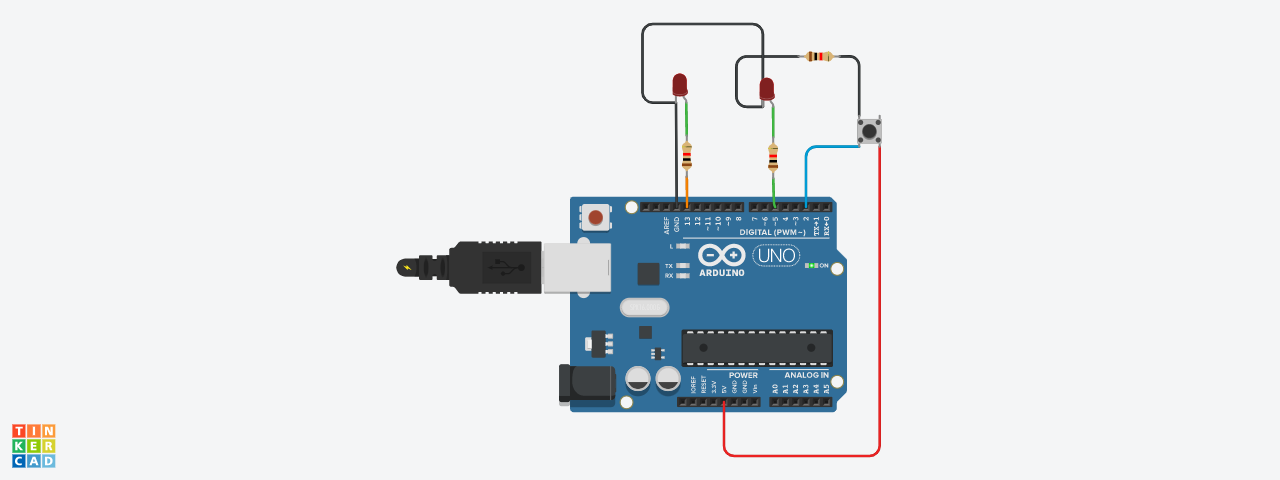 AREF
GND
13
12
~11
~10
~9
8
7
~6
~5
4
~3
2
TX→1
RX←0
DIGITAL (PWM~)
L
TX
RX
ARDUINO
UNO
ON
POWER
ANALOG IN
IOREF
RESET
3.3V
5V
GND
GND
Vin
A0
A1
A2
A3
A4
A5
TIN
KER
CAD